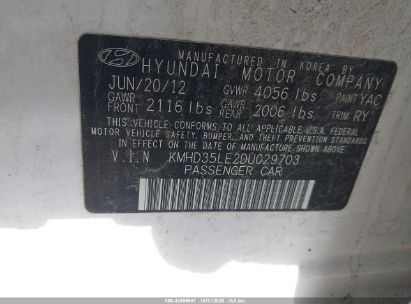 MANUFACTURED IN KOREA BY
HYUNDAI MOTOR COMPANY
JUN/20/12 GVWR 4056 lbs PAINT YAC
GAWR FRONT 2116 lbs GAWR REAR 2006 lbs TRIM RY
THIS VEHICLE CONFORMS TO ALL APPLICABLE U.S.A. FEDERAL
MOTOR VEHICLE SAFETY, BUMPER, AND THEFT PREVENTION STANDARDS
IN EFFECT ON THE DATE OF MANUFACTURE SHOWN ABOVE.
V.I.N KMHD35LE2DU029703
PASSENGER CAR